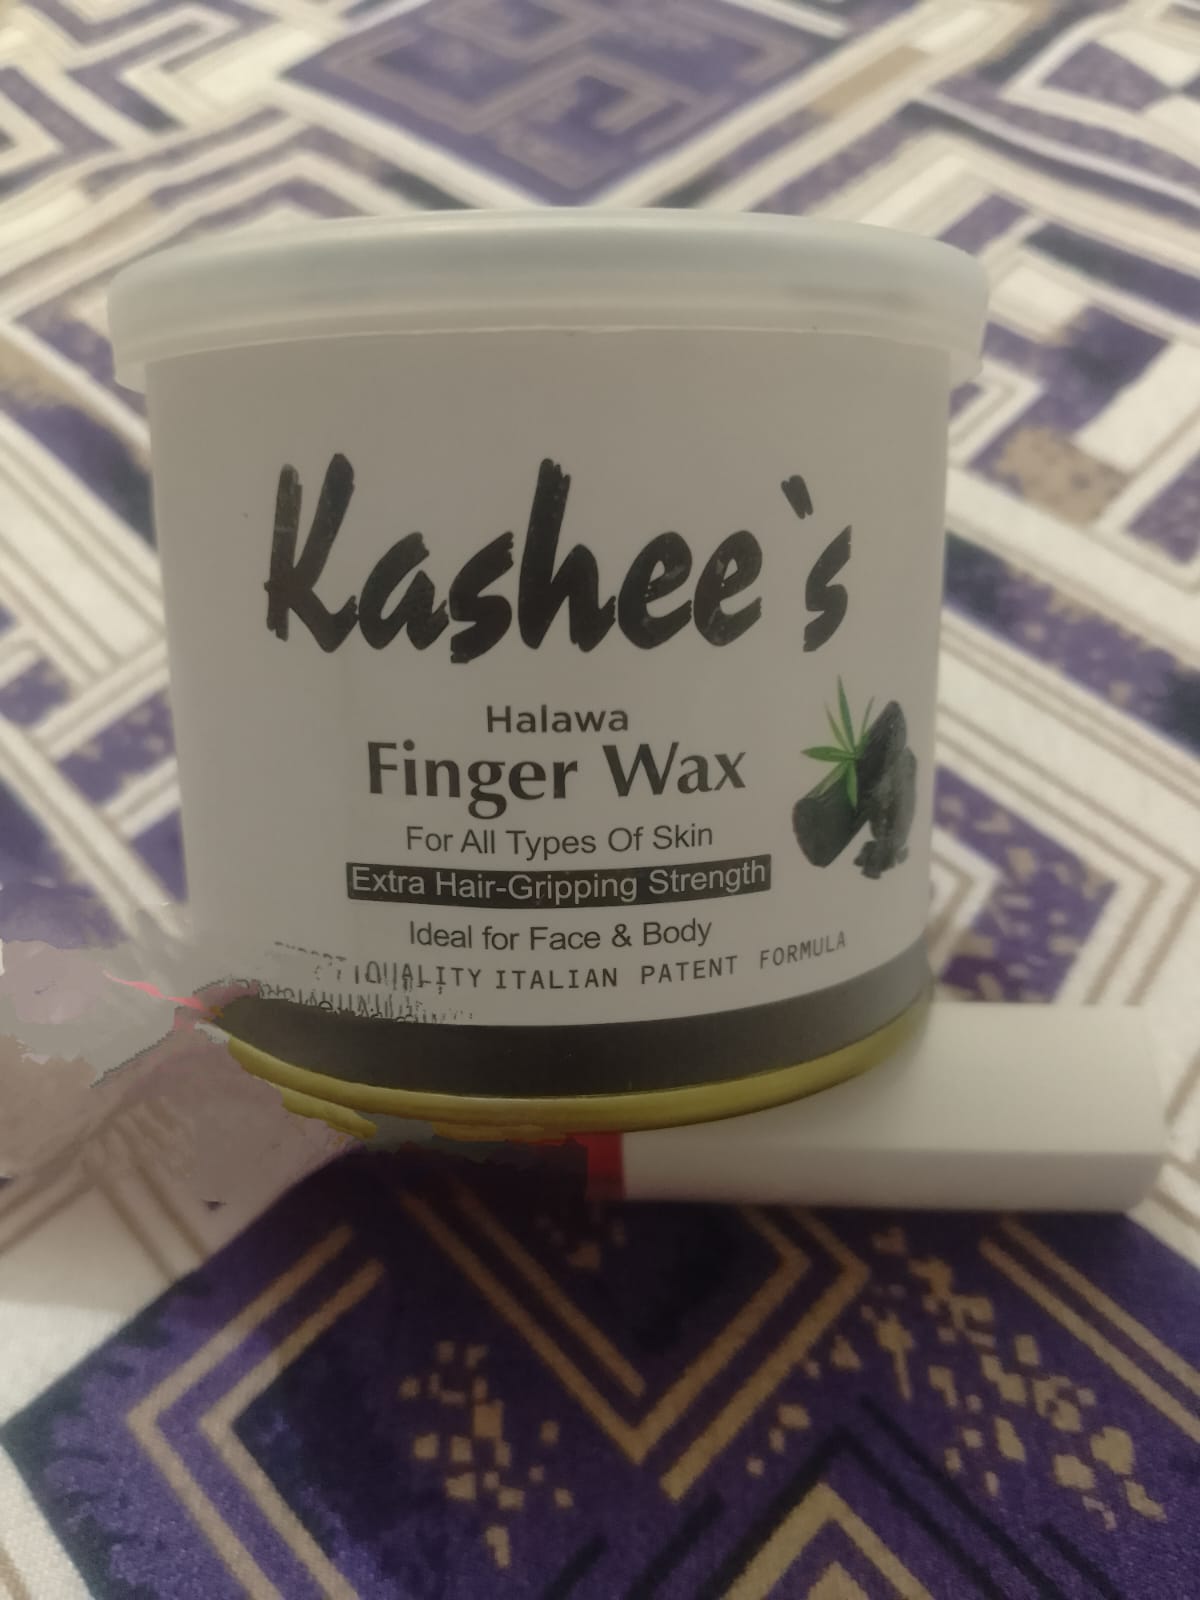 Kashee`s
Halawa
Finger Wax
For All Types Of Skin
Extra Hair-Gripping Strength
Ideal for Face & Body
ITALIAN PATENT FORMULA